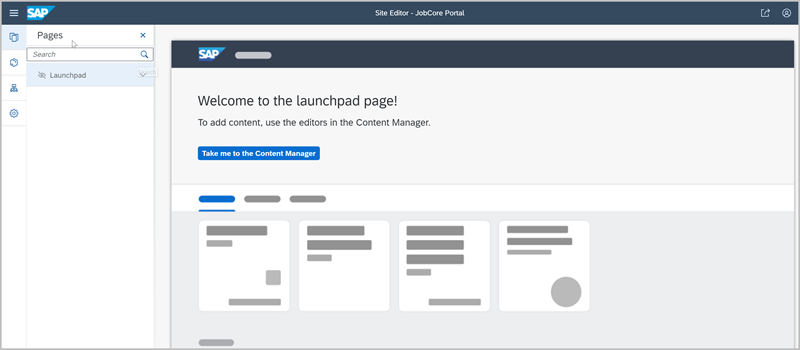 SAP
Site Editor - JobCore Portal
Pages
Search
Launchpad
SAP
Welcome to the launchpad page!
To add content, use the editors in the Content Manager.
Take me to the Content Manager